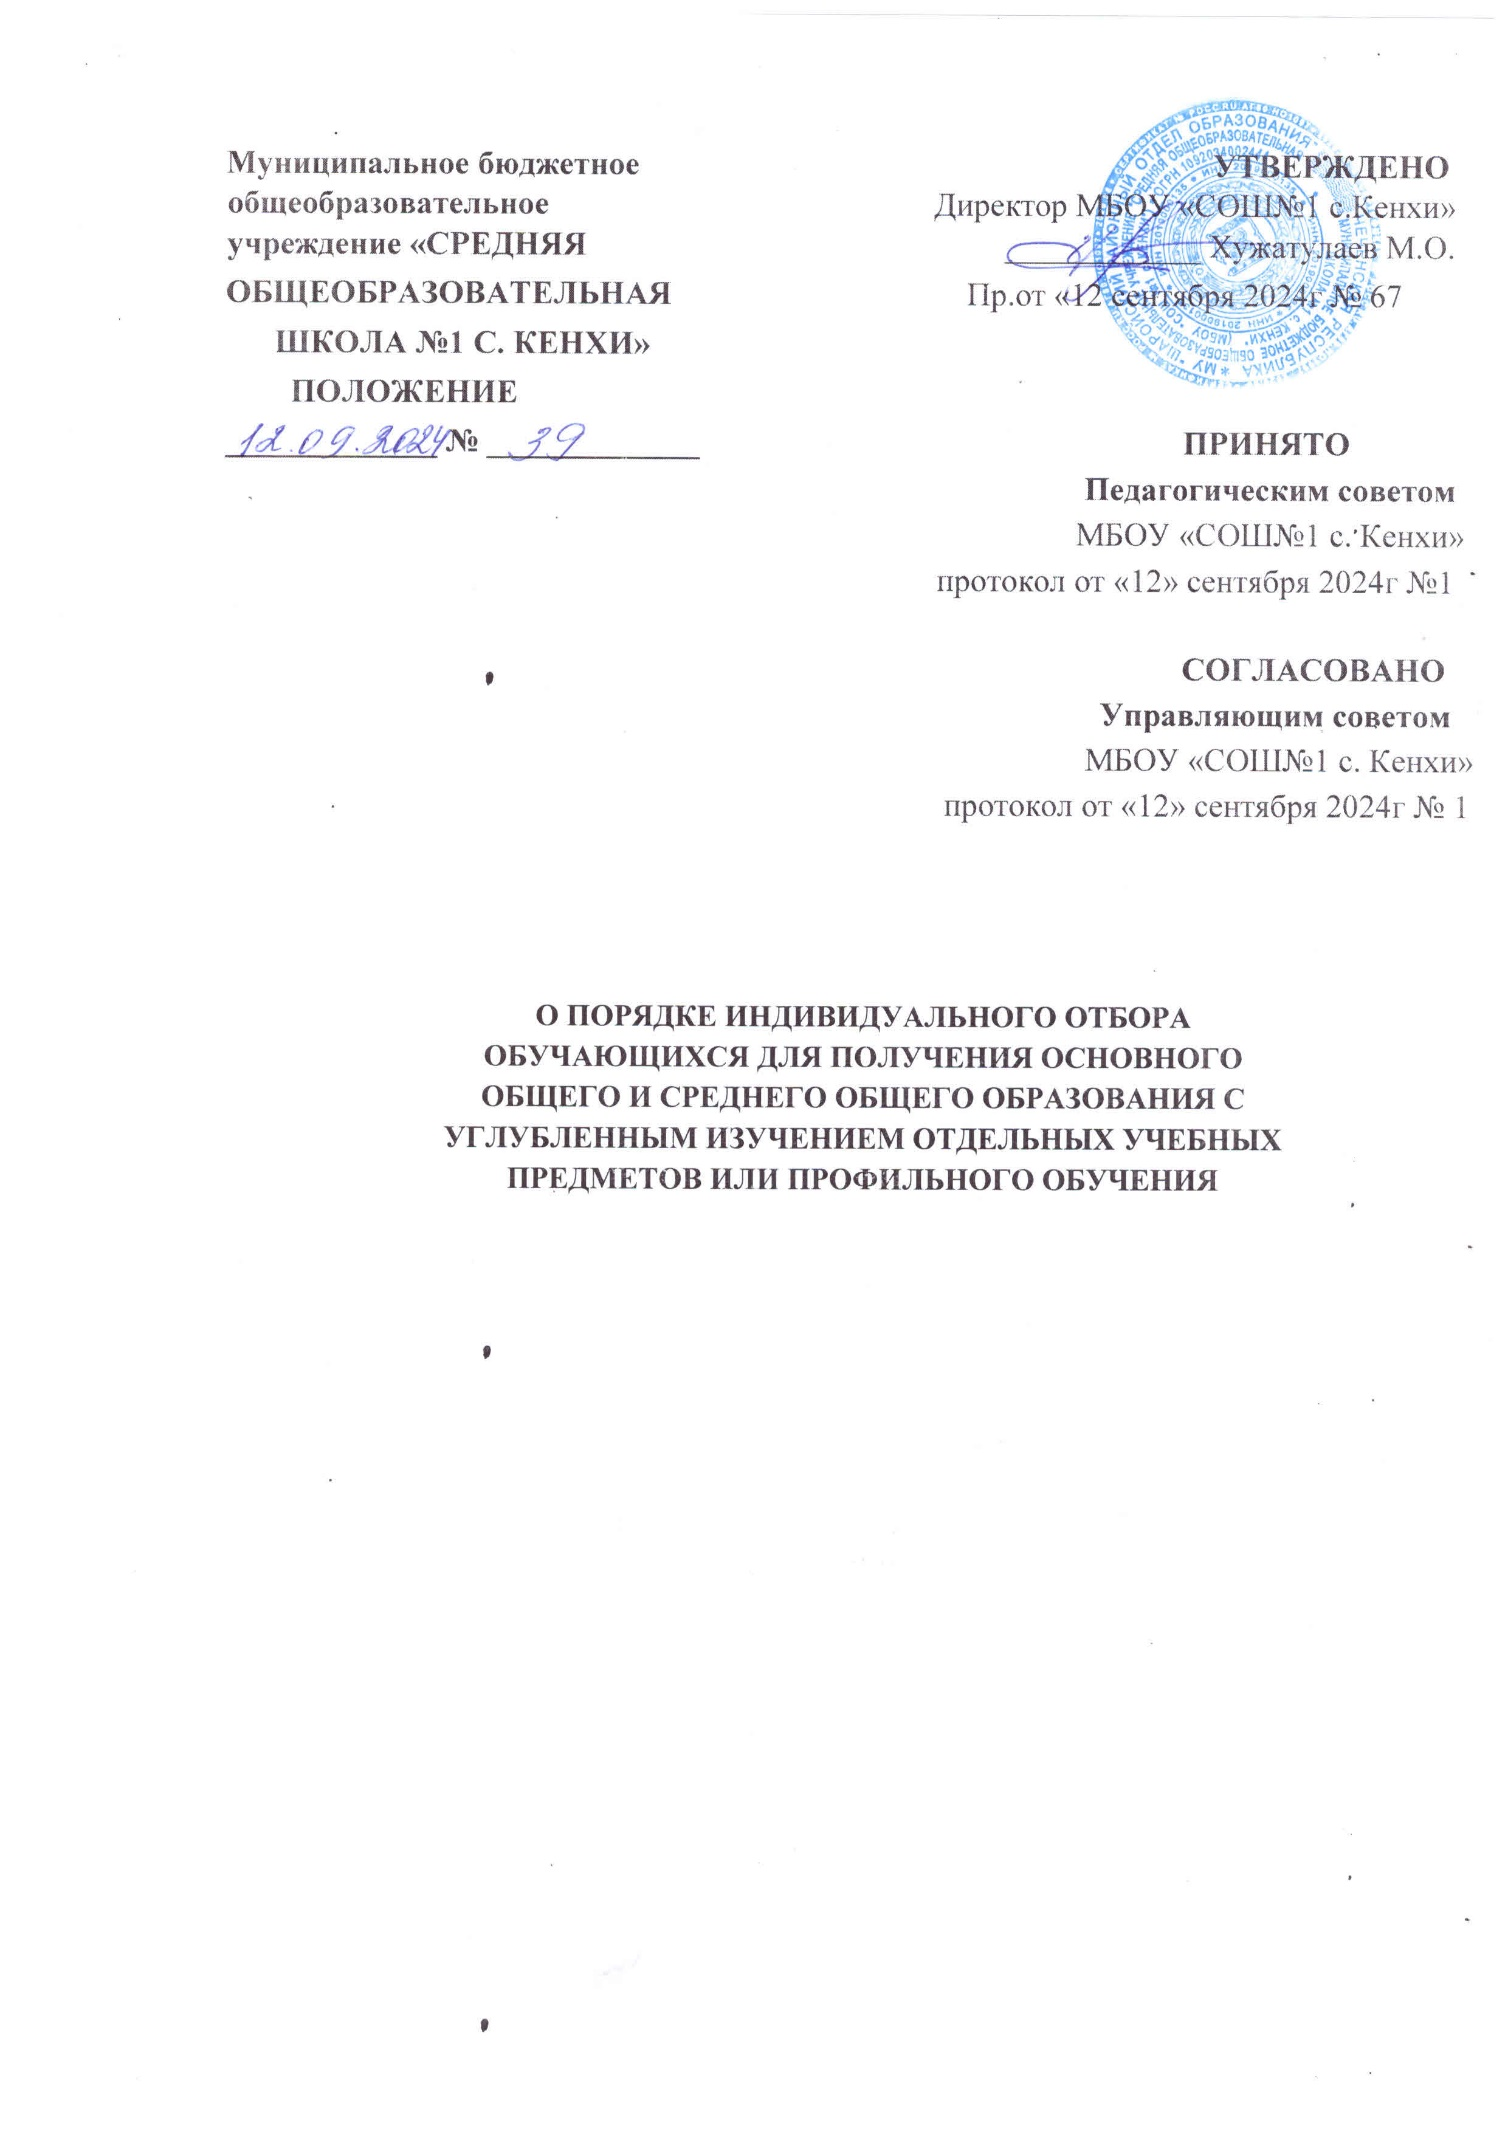 Муниципальное бюджетное
общеобразовательное
учреждение «СРЕДНЯЯ
ОБЩЕОБРАЗОВАТЕЛЬНАЯ
ШКОЛА №1 С. КЕНХИ»
ПОЛОЖЕНИЕ
12.09.2024 № 39
УТВЕРЖДЕНО
Директор МБОУ «СОШ№1 с.Кенхи»
Хужатулаев М.О.
Пр.от «12 сентября 2024г № 67
ПРИНЯТО
Педагогическим советом
МБОУ «СОШ№1 с. Кенхи»
протокол от «12» сентября 2024г №1
СОГЛАСОВАНО
Управляющим советом
МБОУ «СОШ№1 с. Кенхи»
протокол от «12» сентября 2024г № 1
О ПОРЯДКЕ ИНДИВИДУАЛЬНОГО ОТБОРА
ОБУЧАЮЩИХСЯ ДЛЯ ПОЛУЧЕНИЯ ОСНОВНОГО
ОБЩЕГО И СРЕДНЕГО ОБЩЕГО ОБРАЗОВАНИЯ С
УГЛУБЛЕННЫМ ИЗУЧЕНИЕМ ОТДЕЛЬНЫХ УЧЕБНЫХ
ПРЕДМЕТОВ ИЛИ ПРОФИЛЬНОГО ОБУЧЕНИЯ